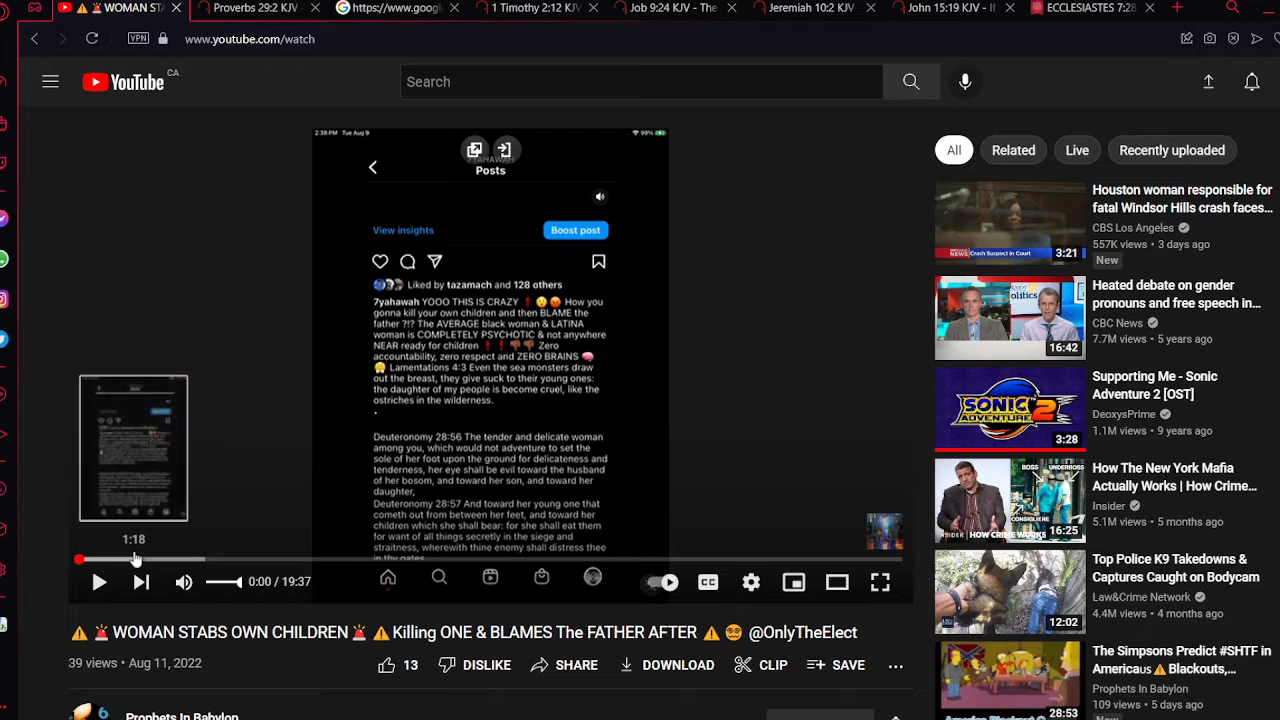 ⚠️ 🚨 WOMAN STA
Proverbs 29:2 KJV -
https://www.goog
1 Timothy 2:12 KJV
Job 9:24 KJV - The
Jeremiah 10:2 KJV -
John 15:19 KJV - If
ECCLESIASTES 7:28
VPN
www.youtube.com/watch
YouTube CA
Search
2:38 PM Tue Aug 9
99%
7YAHAWAH
Posts
View insights
Boost post
Liked by tazamach and 128 others
7yahawah YOOO THIS IS CRAZY ❗😲😡 How you
gonna kill your own children and then BLAME the
father ?!? The AVERAGE black woman & LATINA
woman is COMPLETELY PSYCHOTIC & not anywhere
NEAR ready for children ❗❗👎🏾👎🏾 Zero
accountability, zero respect and ZERO BRAINS 🧠
🤯 Lamentations 4:3 Even the sea monsters draw
out the breast, they give suck to their young ones:
the daughter of my people is become cruel, like the
ostriches in the wilderness.
.
Deuteronomy 28:56 The tender and delicate woman
among you, which would not adventure to set the
sole of her foot upon the ground for delicateness and
tenderness, her eye shall be evil toward the husband
of her bosom, and toward her son, and toward her
daughter,
Deuteronomy 28:57 And toward her young one that
cometh out from between her feet, and toward her
children which she shall bear: for she shall eat them
for want of all things secretly in the siege and
straitness, wherewith thine enemy shall distress thee
in thy gates.
1:18
0:00 / 19:37
CC
⚠️ 🚨WOMAN STABS OWN CHILDREN🚨 ⚠️Killing ONE & BLAMES The FATHER AFTER ⚠️ 😵‍💫 @OnlyTheElect
39 views • Aug 11, 2022
13
DISLIKE
SHARE
DOWNLOAD
CLIP
SAVE
Prophets In Babylon
All
Related
Live
Recently uploaded
BREAKING NEWS
Crash Suspect in Court
3:21
Houston woman responsible for
fatal Windsor Hills crash faces...
CBS Los Angeles
557K views • 3 days ago
New
politics
16:42
Heated debate on gender
pronouns and free speech in...
CBC News
7.7M views • 5 years ago
SONIC
ADVENTURE 2
3:28
Supporting Me - Sonic
Adventure 2 [OST]
DeoxysPrime
1.1M views • 9 years ago
BOSS
UNDERBOSS
CONSIGLIERE
INSIDER
HOW CRIME WORKS
16:25
How The New York Mafia
Actually Works | How Crime...
Insider
5.1M views • 5 months ago
12:02
Top Police K9 Takedowns &
Captures Caught on Bodycam
Law&Crime Network
4.4M views • 4 months ago
28:53
The Simpsons Predict #SHTF in
Americaus⚠️Blackouts,...
Prophets In Babylon
109 views • 5 days ago